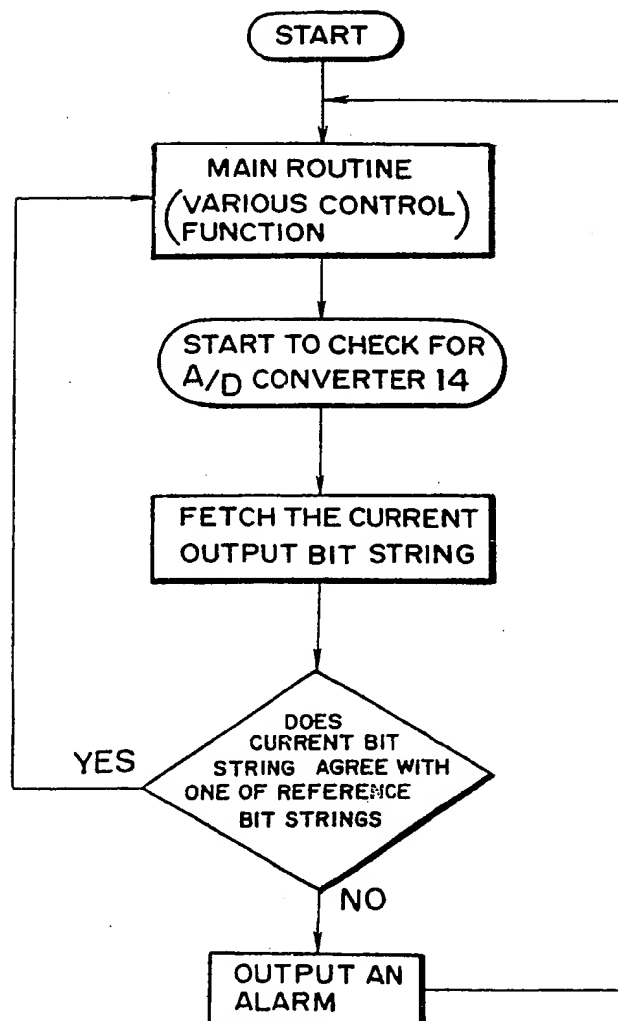 START
MAIN ROUTINE
(VARIOUS CONTROL
FUNCTION)
START TO CHECK FOR
A/D CONVERTER 14
FETCH THE CURRENT
OUTPUT BIT STRING
DOES
CURRENT BIT
STRING AGREE WITH
ONE OF REFERENCE
BIT STRINGS
YES
NO
OUTPUT AN
ALARM